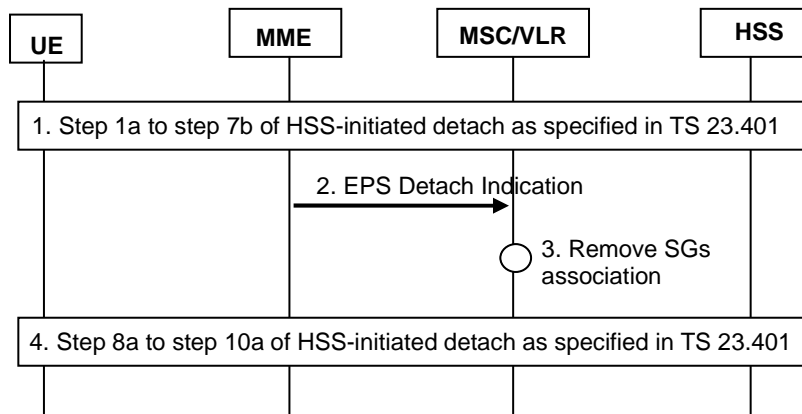 UE
MME
MSC/VLR
HSS
1. Step 1a to step 7b of HSS-initiated detach as specified in TS 23.401
2. EPS Detach Indication
3. Remove SGs
association
4. Step 8a to step 10a of HSS-initiated detach as specified in TS 23.401